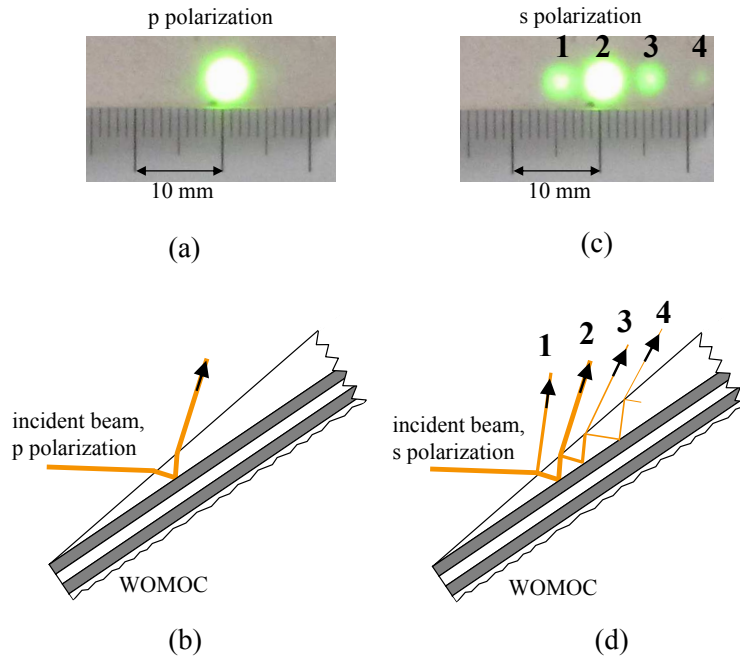 p polarization
10 mm
(a)
s polarization
1 2 3 4
10 mm
(c)
incident beam,
p polarization
WOMOC
(b)
1 2 3 4
incident beam,
s polarization
WOMOC
(d)